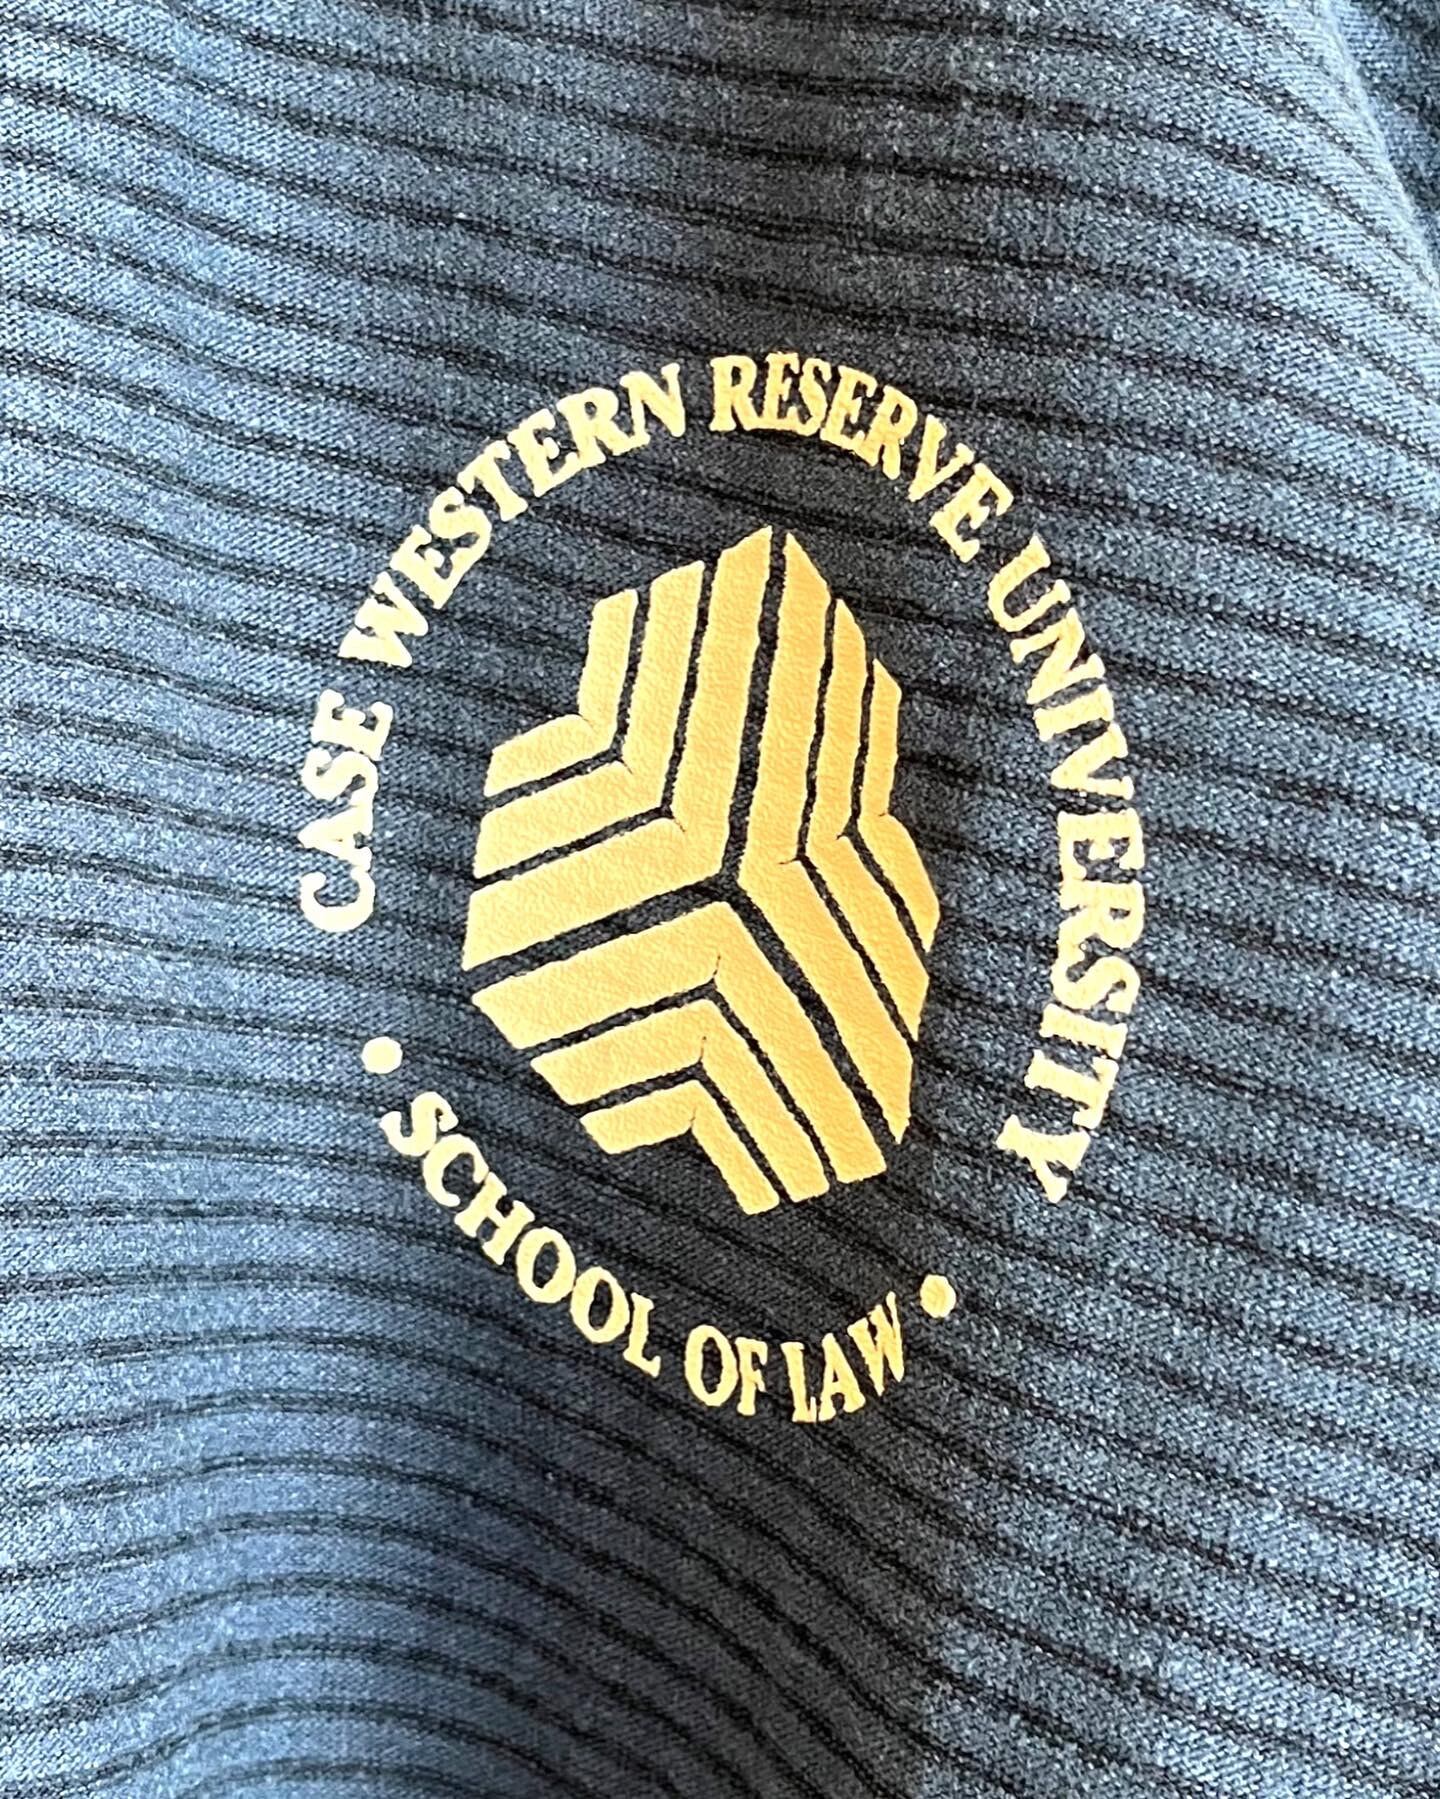 CASE WESTERN RESERVE UNIVERSITY
• SCHOOL OF LAW •